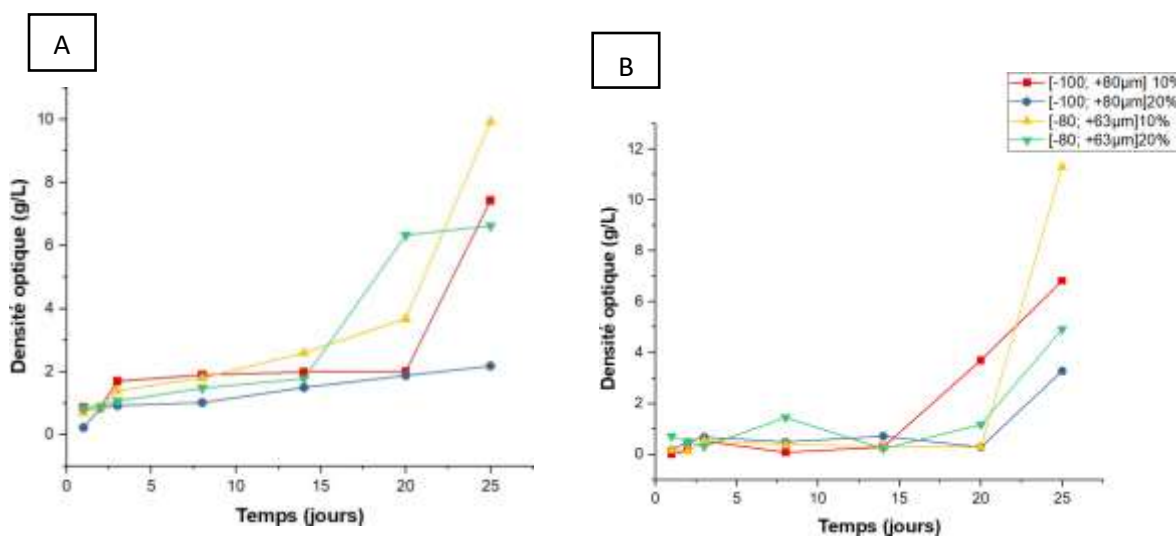 A
B
[-100; +80µm] 10%
[-100; +80µm]20%
[-80; +63µm]10%
[-80; +63µm]20%
Densité optique (g/L)
10
8
6
4
2
0
0 5 10 15 20 25
Temps (jours)
Densité optique (g/L)
12
10
8
6
4
2
0
0 5 10 15 20 25
Temps (jours)